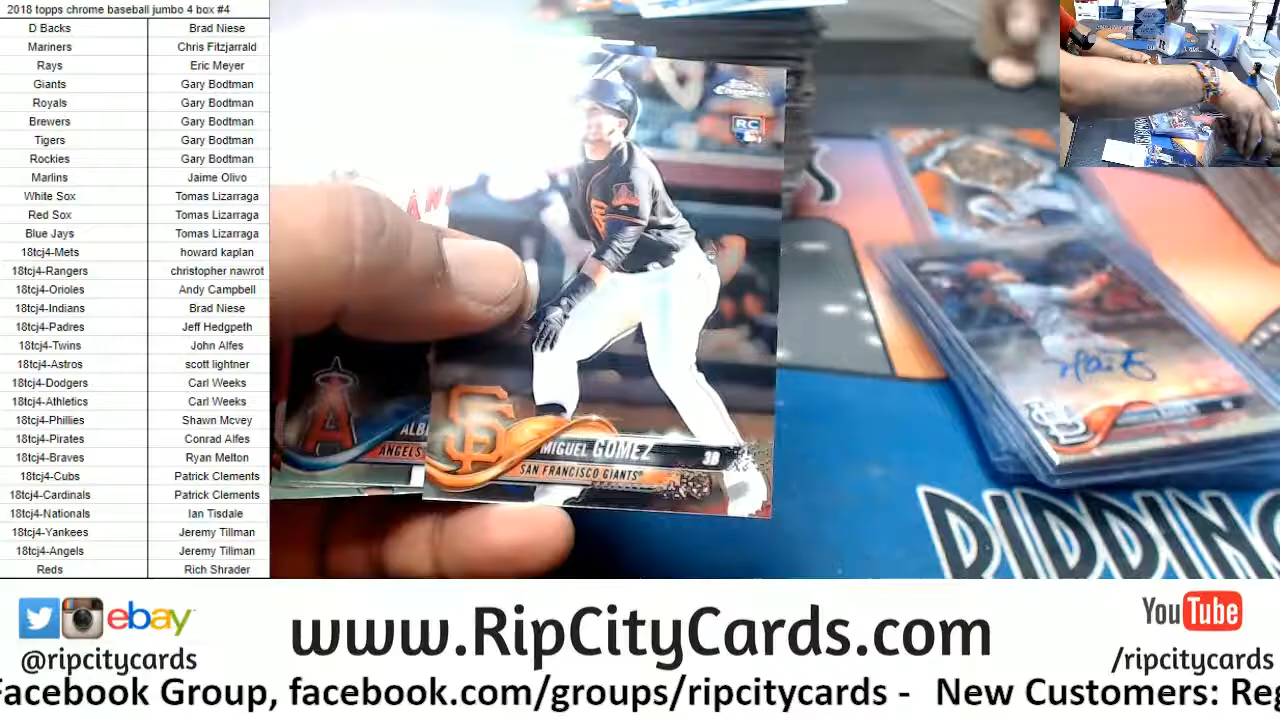 2018 topps chrome baseball jumbo 4 box #4
D Backs Brad Niese
Mariners Chris Fitzjarrald
Rays Eric Meyer
Giants Gary Bodtman
Royals Gary Bodtman
Brewers Gary Bodtman
Tigers Gary Bodtman
Rockies Gary Bodtman
Marlins Jaime Olivo
White Sox Tomas Lizarraga
Red Sox Tomas Lizarraga
Blue Jays Tomas Lizarraga
18tcj4-Mets howard kaplan
18tcj4-Rangers christopher nawrot
18tcj4-Orioles Andy Campbell
18tcj4-Indians Brad Niese
18tcj4-Padres Jeff Hedgpeth
18tcj4-Twins John Alfes
18tcj4-Astros scott lightner
18tcj4-Dodgers Carl Weeks
18tcj4-Athletics Carl Weeks
18tcj4-Phillies Shawn Mcvey
18tcj4-Pirates Conrad Alfes
18tcj4-Braves Ryan Melton
18tcj4-Cubs Patrick Clements
18tcj4-Cardinals Patrick Clements
18tcj4-Nationals Ian Tisdale
18tcj4-Yankees Jeremy Tillman
18tcj4-Angels Jeremy Tillman
Reds Rich Shrader
Chrome
RC
SF
MIGUEL GOMEZ 3B
SAN FRANCISCO GIANTS
A
ALB
ANGELS
RIPPING
ebay
@ripcitycards
www.RipCityCards.com
YouTube
/ripcitycards
Facebook Group, facebook.com/groups/ripcitycards - New Customers: Reg